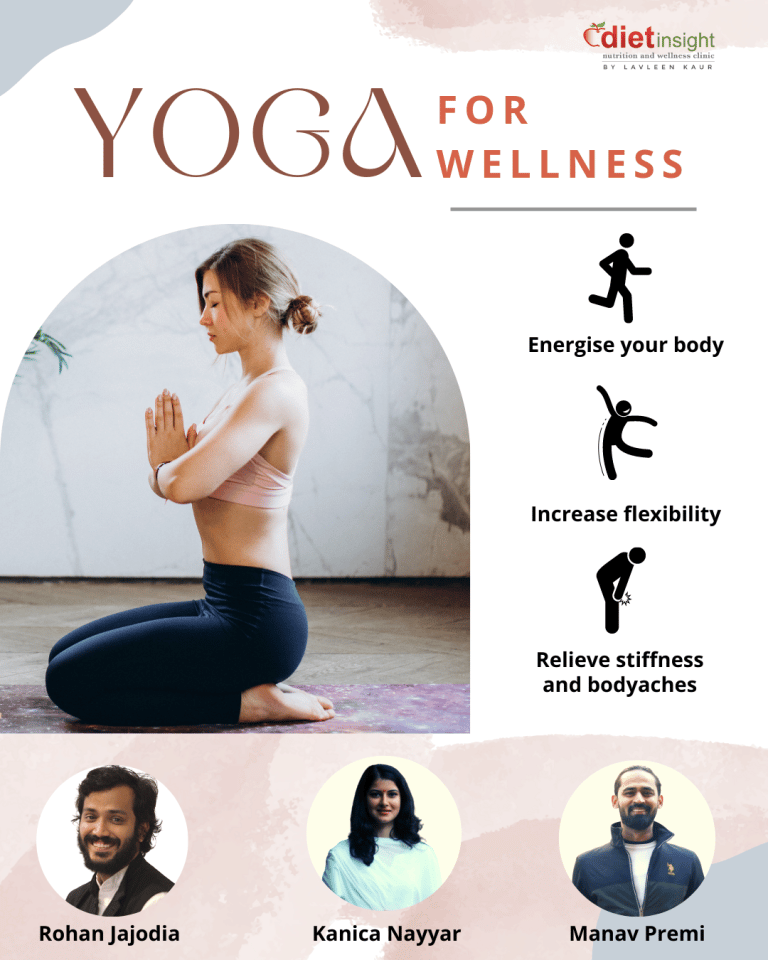 dietinsight
nutrition and wellness clinic
BY LAVLEEN KAUR
YOGA FOR
WELLNESS
Energise your body
Increase flexibility
Relieve stiffness
and bodyaches
Rohan Jajodia
Kanica Nayyar
Manav Premi